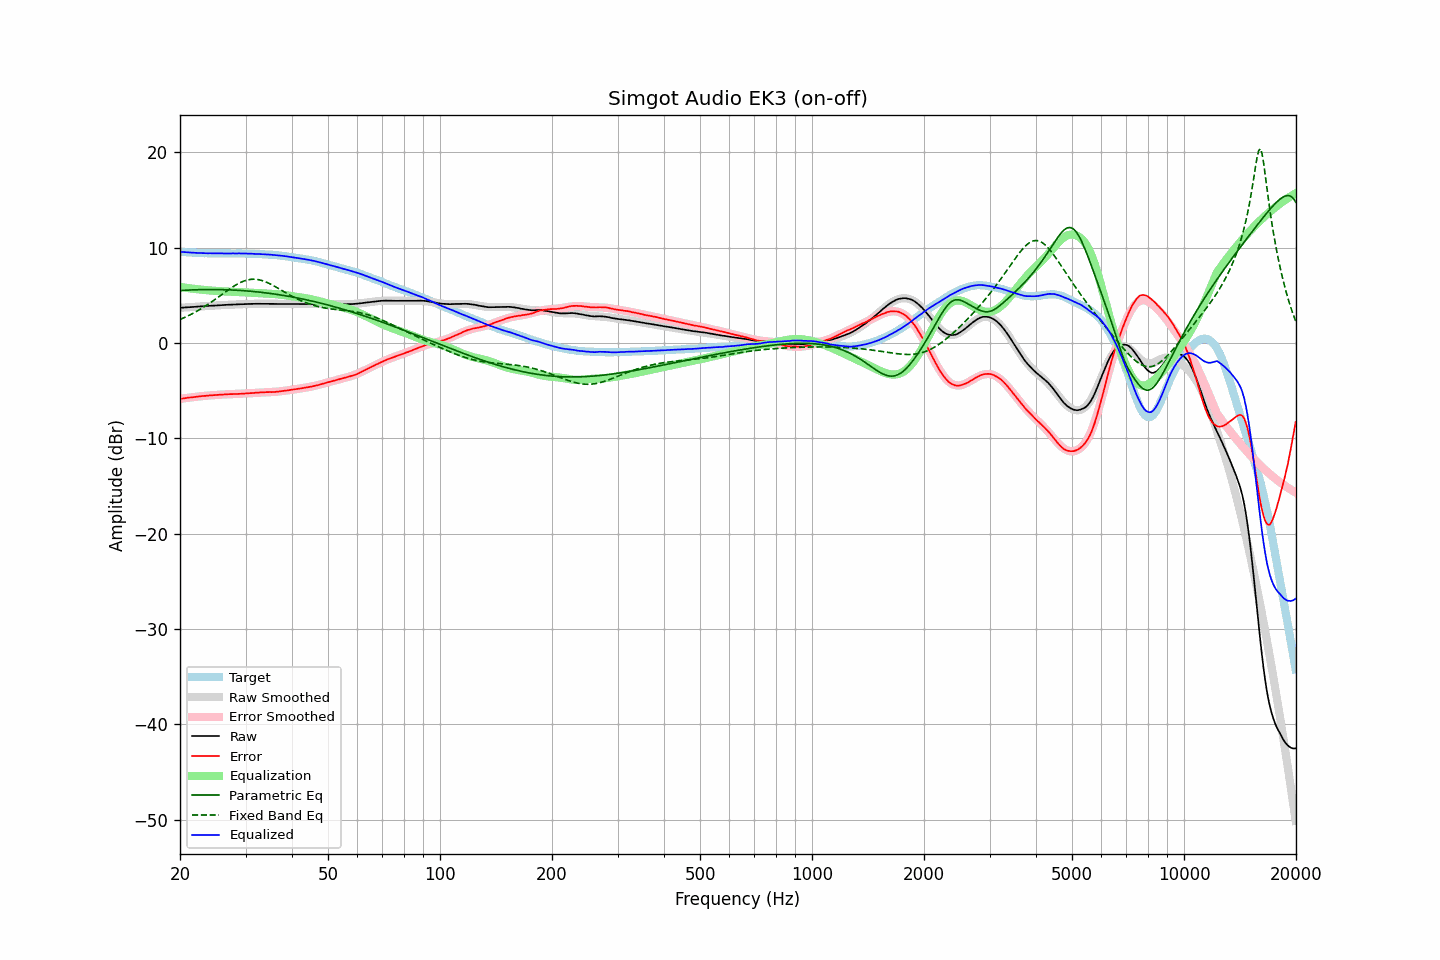 Simgot Audio EK3 (on-off)
20
10
0
−10
−20
−30
−40
−50
Amplitude (dBr)
Target
Raw Smoothed
Error Smoothed
Raw
Error
Equalization
Parametric Eq
Fixed Band Eq
Equalized
20 50 100 200 500 1000 2000 5000 10000 20000
Frequency (Hz)